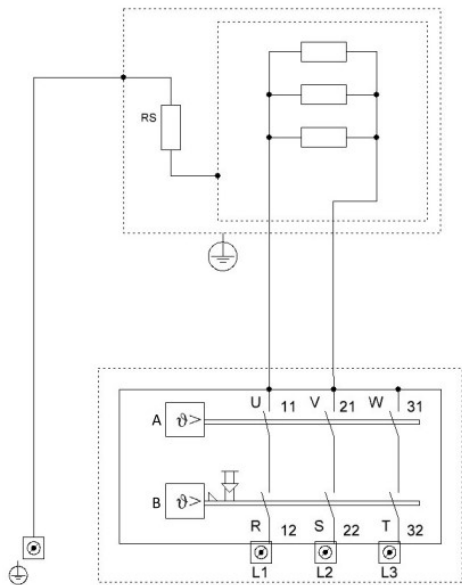 RS
U 11 V 21 W 31
A ϑ>
B ϑ>
R 12 S 22 T 32
L1 L2 L3